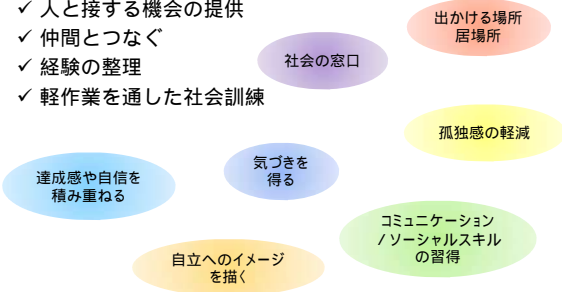 ✓ 人と接する機会の提供
✓ 仲間とつなぐ
✓ 経験の整理
✓ 軽作業を通した社会訓練
出かける場所
居場所
社会の窓口
孤独感の軽減
気づきを
得る
達成感や自信を
積み重ねる
コミュニケーション
/ソーシャルスキル
の習得
自立へのイメージ
を描く